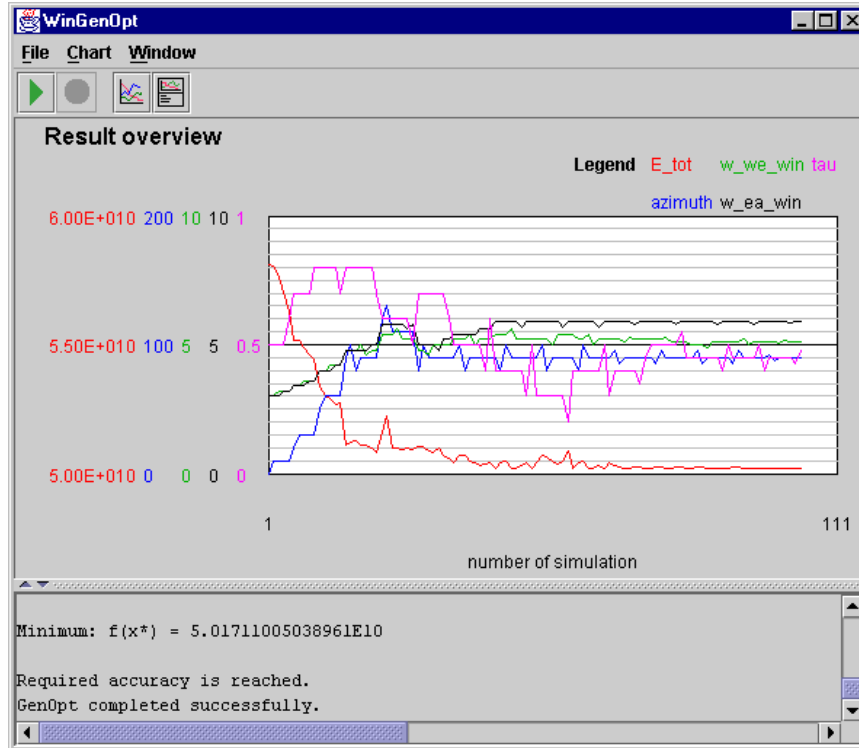 WinGenOpt
File Chart Window
Result overview
Legend E_tot w_we_win tau
azimuth w_ea_win
6.00E+010 200 10 10 1
5.50E+010 100 5 5 0.5
5.00E+010 0 0 0 0
1 111
number of simulation
Minimum: f(x*) = 5.01711005038961E10
Required accuracy is reached.
GenOpt completed successfully.